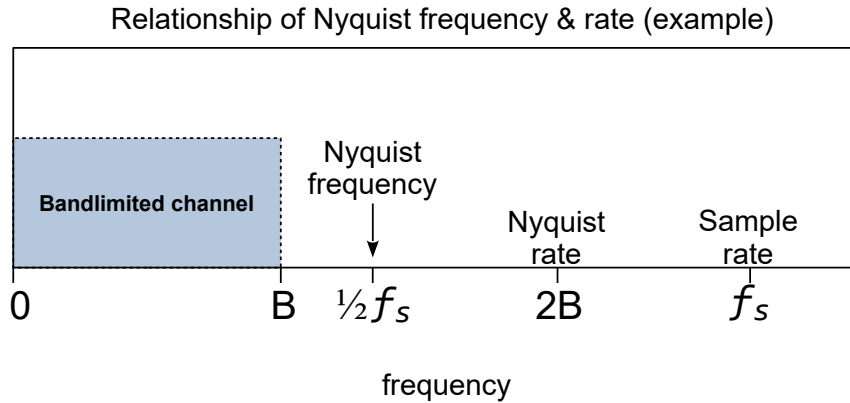 Relationship of Nyquist frequency & rate (example)
Nyquist
frequency
Bandlimited channel
Nyquist
rate
Sample
rate
0
B
½fs
2B
fs
frequency